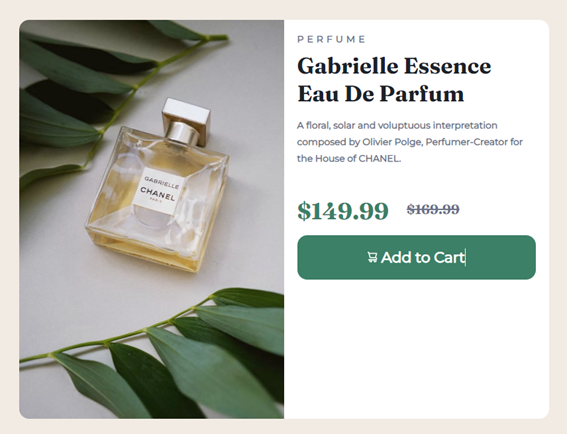 PERFUME
Gabrielle Essence
Eau De Parfum
A floral, solar and voluptuous interpretation
composed by Olivier Polge, Perfumer-Creator for
the House of CHANEL.
$149.99 $169.99
Add to Cart
GABRIELLE
CHANEL
PARIS